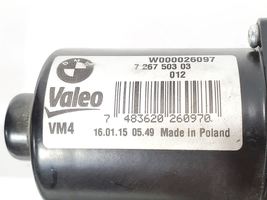 W000026097
7 267 503 03
012
Valeo
VM4
16.01.15 05.49 Made in Poland
7 483620 260970